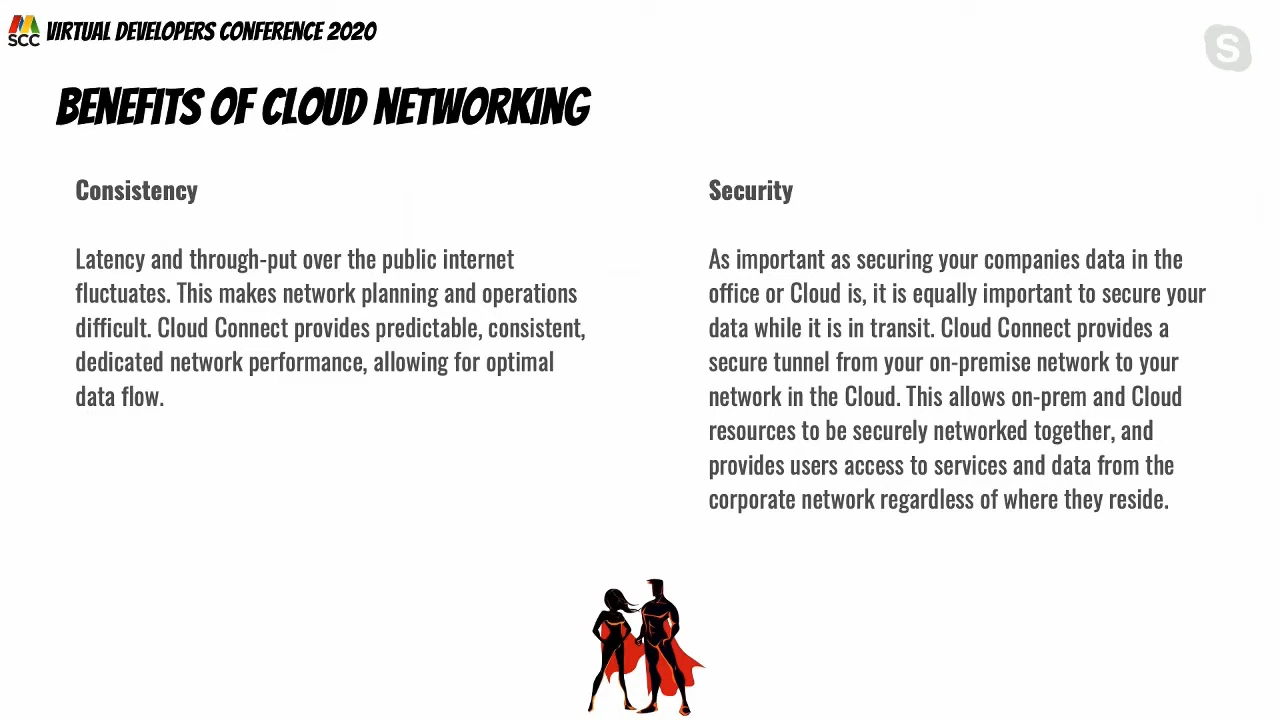 SCC VIRTUAL DEVELOPERS CONFERENCE 2020
S
BENEFITS OF CLOUD NETWORKING
Consistency
Latency and through-put over the public internet
fluctuates. This makes network planning and operations
difficult. Cloud Connect provides predictable, consistent,
dedicated network performance, allowing for optimal
data flow.
Security
As important as securing your companies data in the
office or Cloud is, it is equally important to secure your
data while it is in transit. Cloud Connect provides a
secure tunnel from your on-premise network to your
network in the Cloud. This allows on-prem and Cloud
resources to be securely networked together, and
provides users access to services and data from the
corporate network regardless of where they reside.